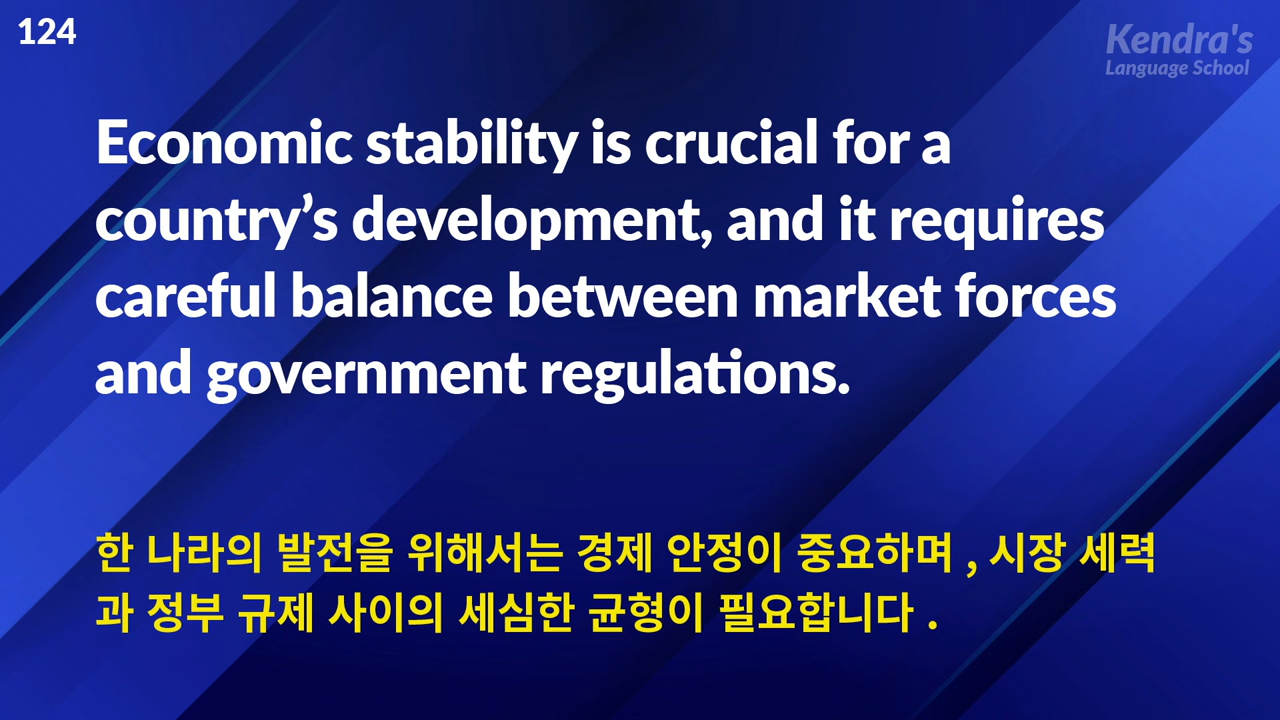 124
Kendra's
Language School
Economic stability is crucial for a
country’s development, and it requires
careful balance between market forces
and government regulations.
한 나라의 발전을 위해서는 경제 안정이 중요하며 , 시장 세력
과 정부 규제 사이의 세심한 균형이 필요합니다 .